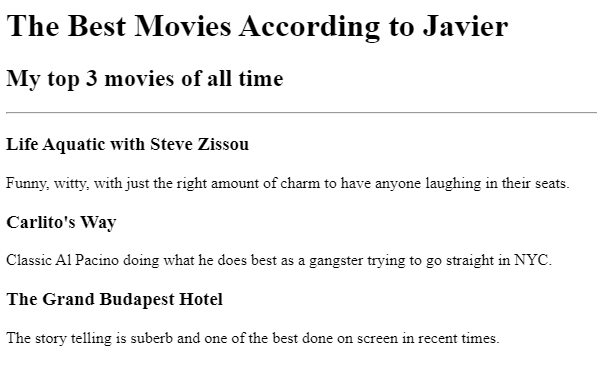 The Best Movies According to Javier
My top 3 movies of all time
Life Aquatic with Steve Zissou
Funny, witty, with just the right amount of charm to have anyone laughing in their seats.
Carlito's Way
Classic Al Pacino doing what he does best as a gangster trying to go straight in NYC.
The Grand Budapest Hotel
The story telling is suberb and one of the best done on screen in recent times.